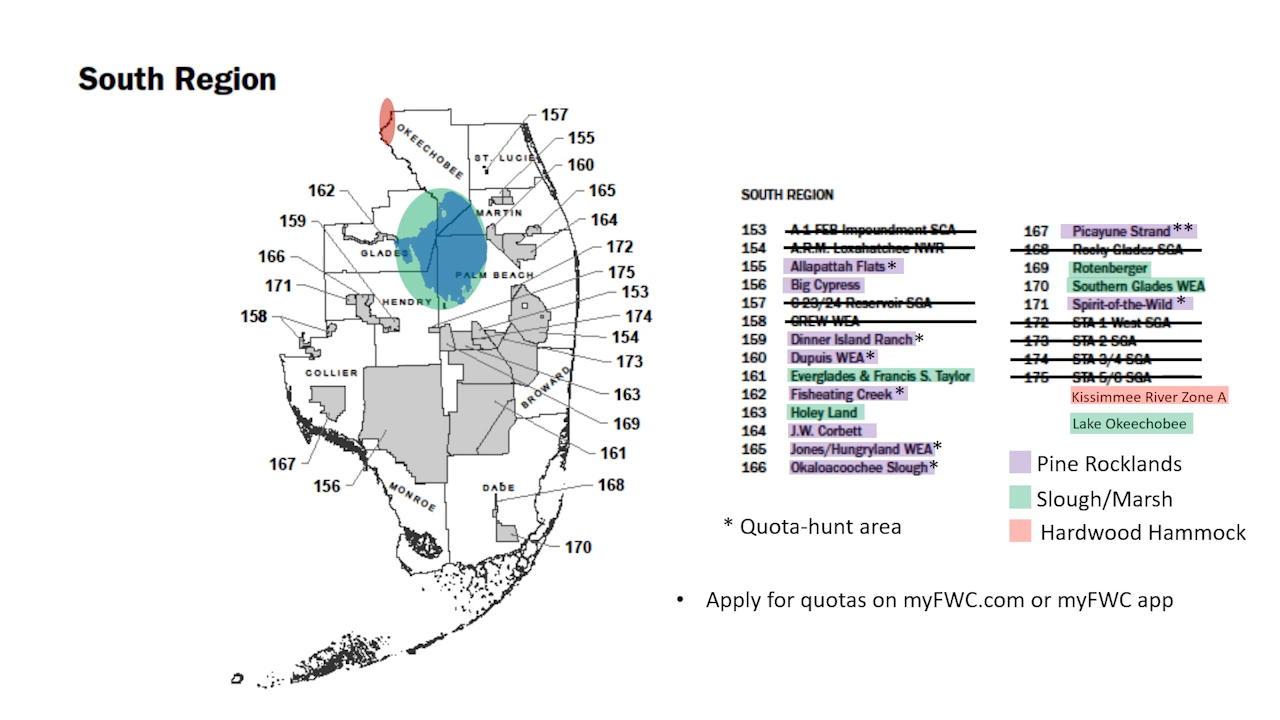 South Region
157
155
160
165
164
172
175
153
174
154
173
163
169
161
168
170
162
159
166
171
158
167
156
OKEECHOBEE
ST. LUCIE
MARTIN
GLADES
PALM BEACH
HENDRY
COLLIER
BROWARD
MONROE
DADE
SOUTH REGION
153 A-1 FEB Impoundment SGA
154 A.R.M. Loxahatchee NWR
155 Allapattah Flats*
156 Big Cypress
157 C-23/24 Reservoir SGA
158 CREW WEA
159 Dinner Island Ranch*
160 Dupuis WEA*
161 Everglades & Francis S. Taylor
162 Fisheating Creek*
163 Holey Land
164 J.W. Corbett
165 Jones/Hungryland WEA*
166 Okaloacoochee Slough*
167 Picayune Strand**
168 Rocky Glades SGA
169 Rotenberger
170 Southern Glades WEA
171 Spirit-of-the-Wild *
172 STA 1 West SGA
173 STA 2 SGA
174 STA 3/4 SGA
175 STA 5/6 SGA
Kissimmee River Zone A
Lake Okeechobee
Pine Rocklands
Slough/Marsh
Hardwood Hammock
* Quota-hunt area
• Apply for quotas on myFWC.com or myFWC app